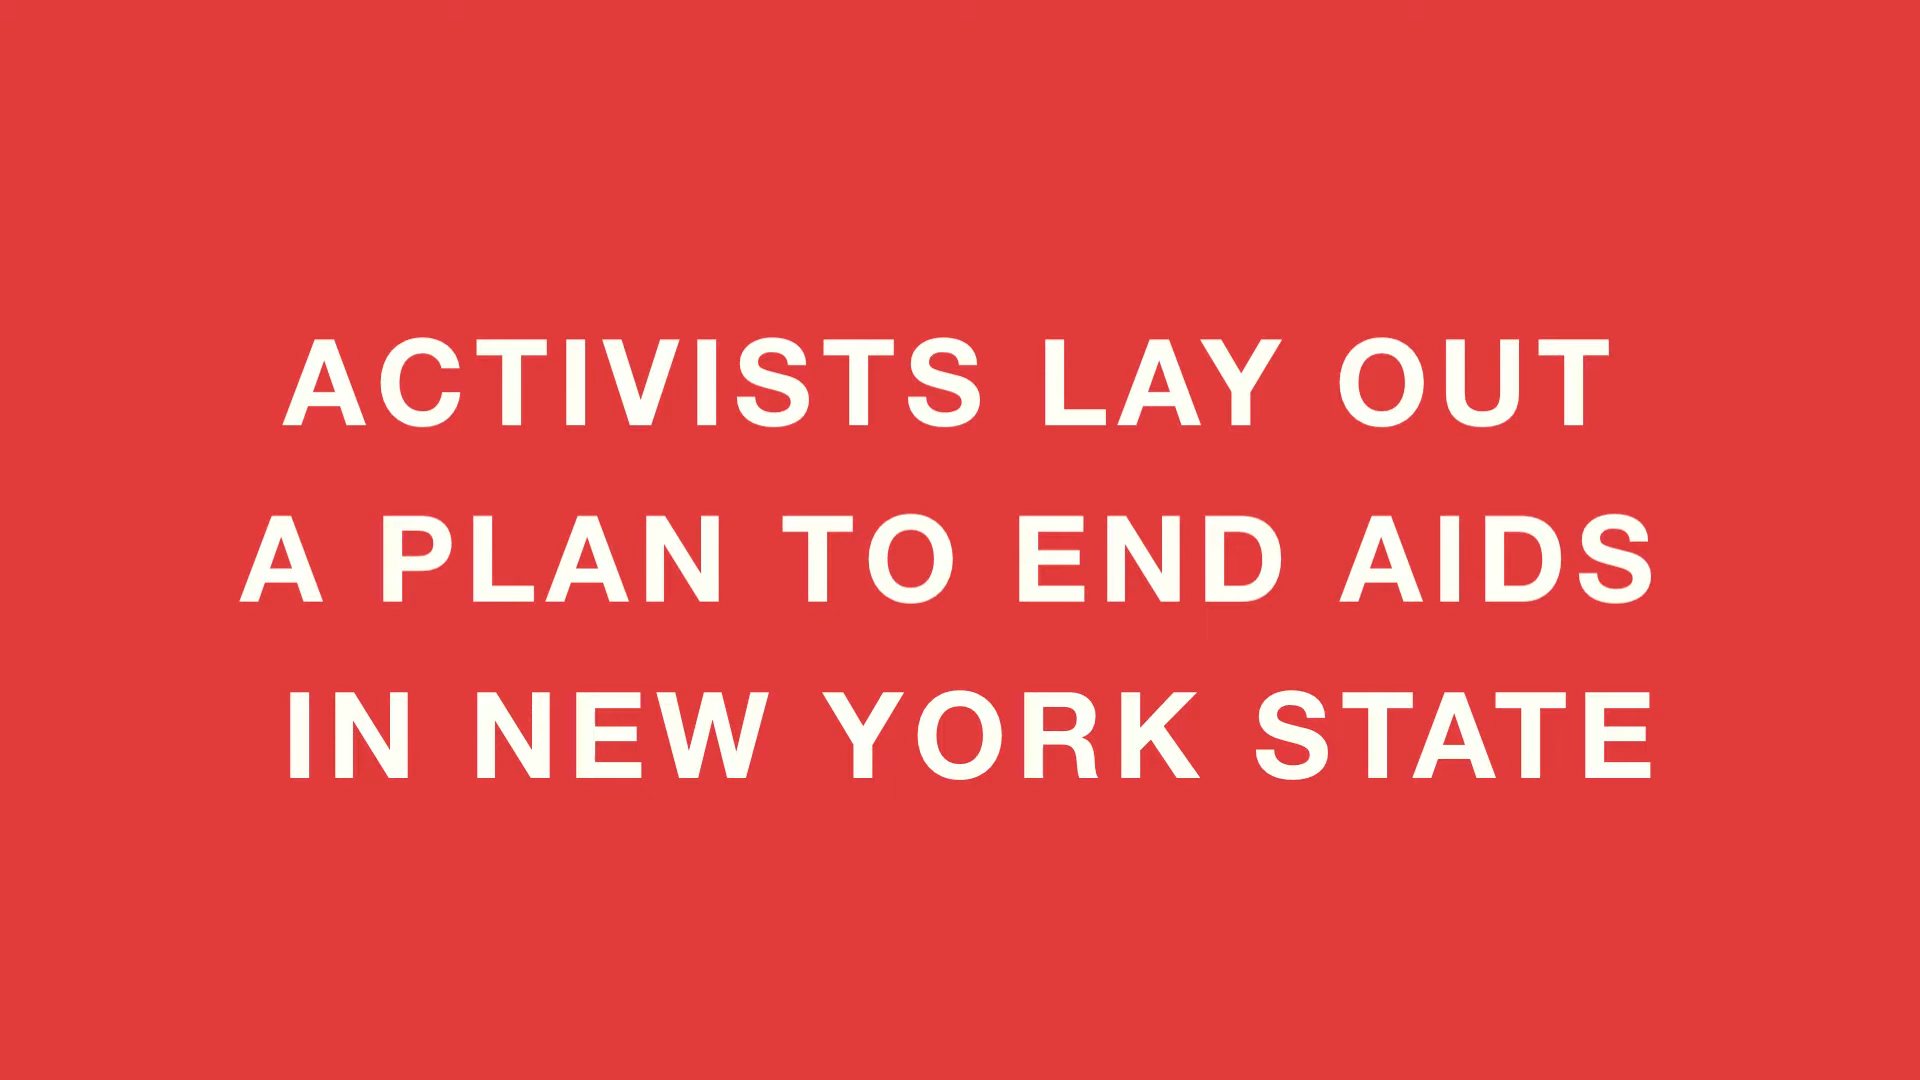 ACTIVISTS LAY OUT
A PLAN TO END AIDS
IN NEW YORK STATE